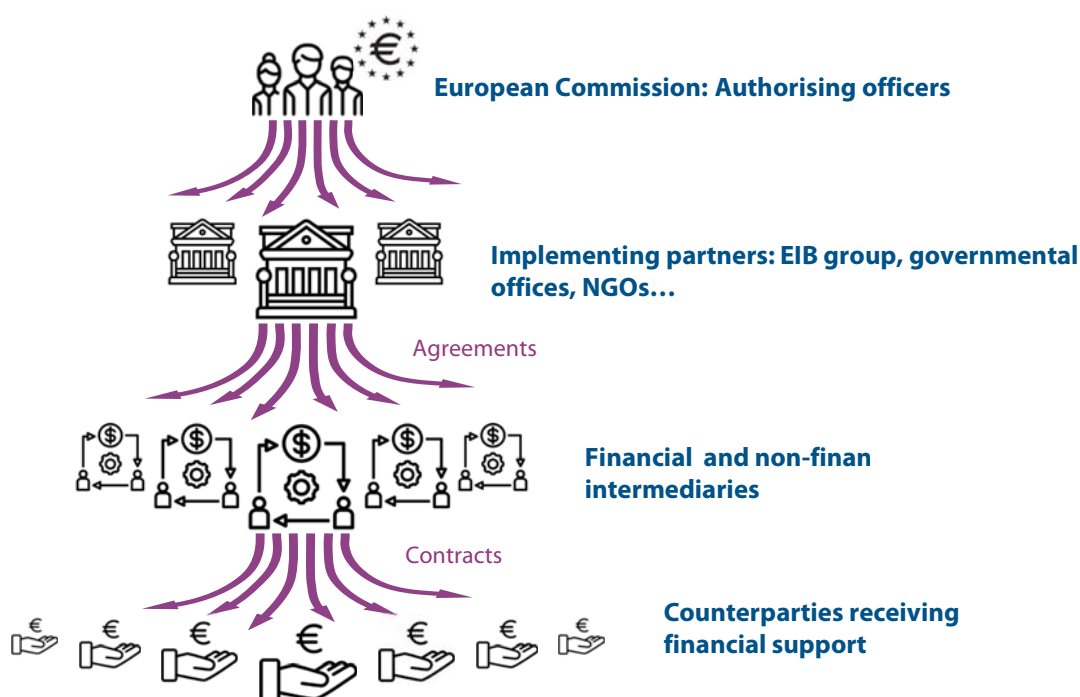 European Commission: Authorising officers
Implementing partners: EIB group, governmental
offices, NGOs…
Agreements
Financial and non-finan
intermediaries
Contracts
Counterparties receiving
financial support